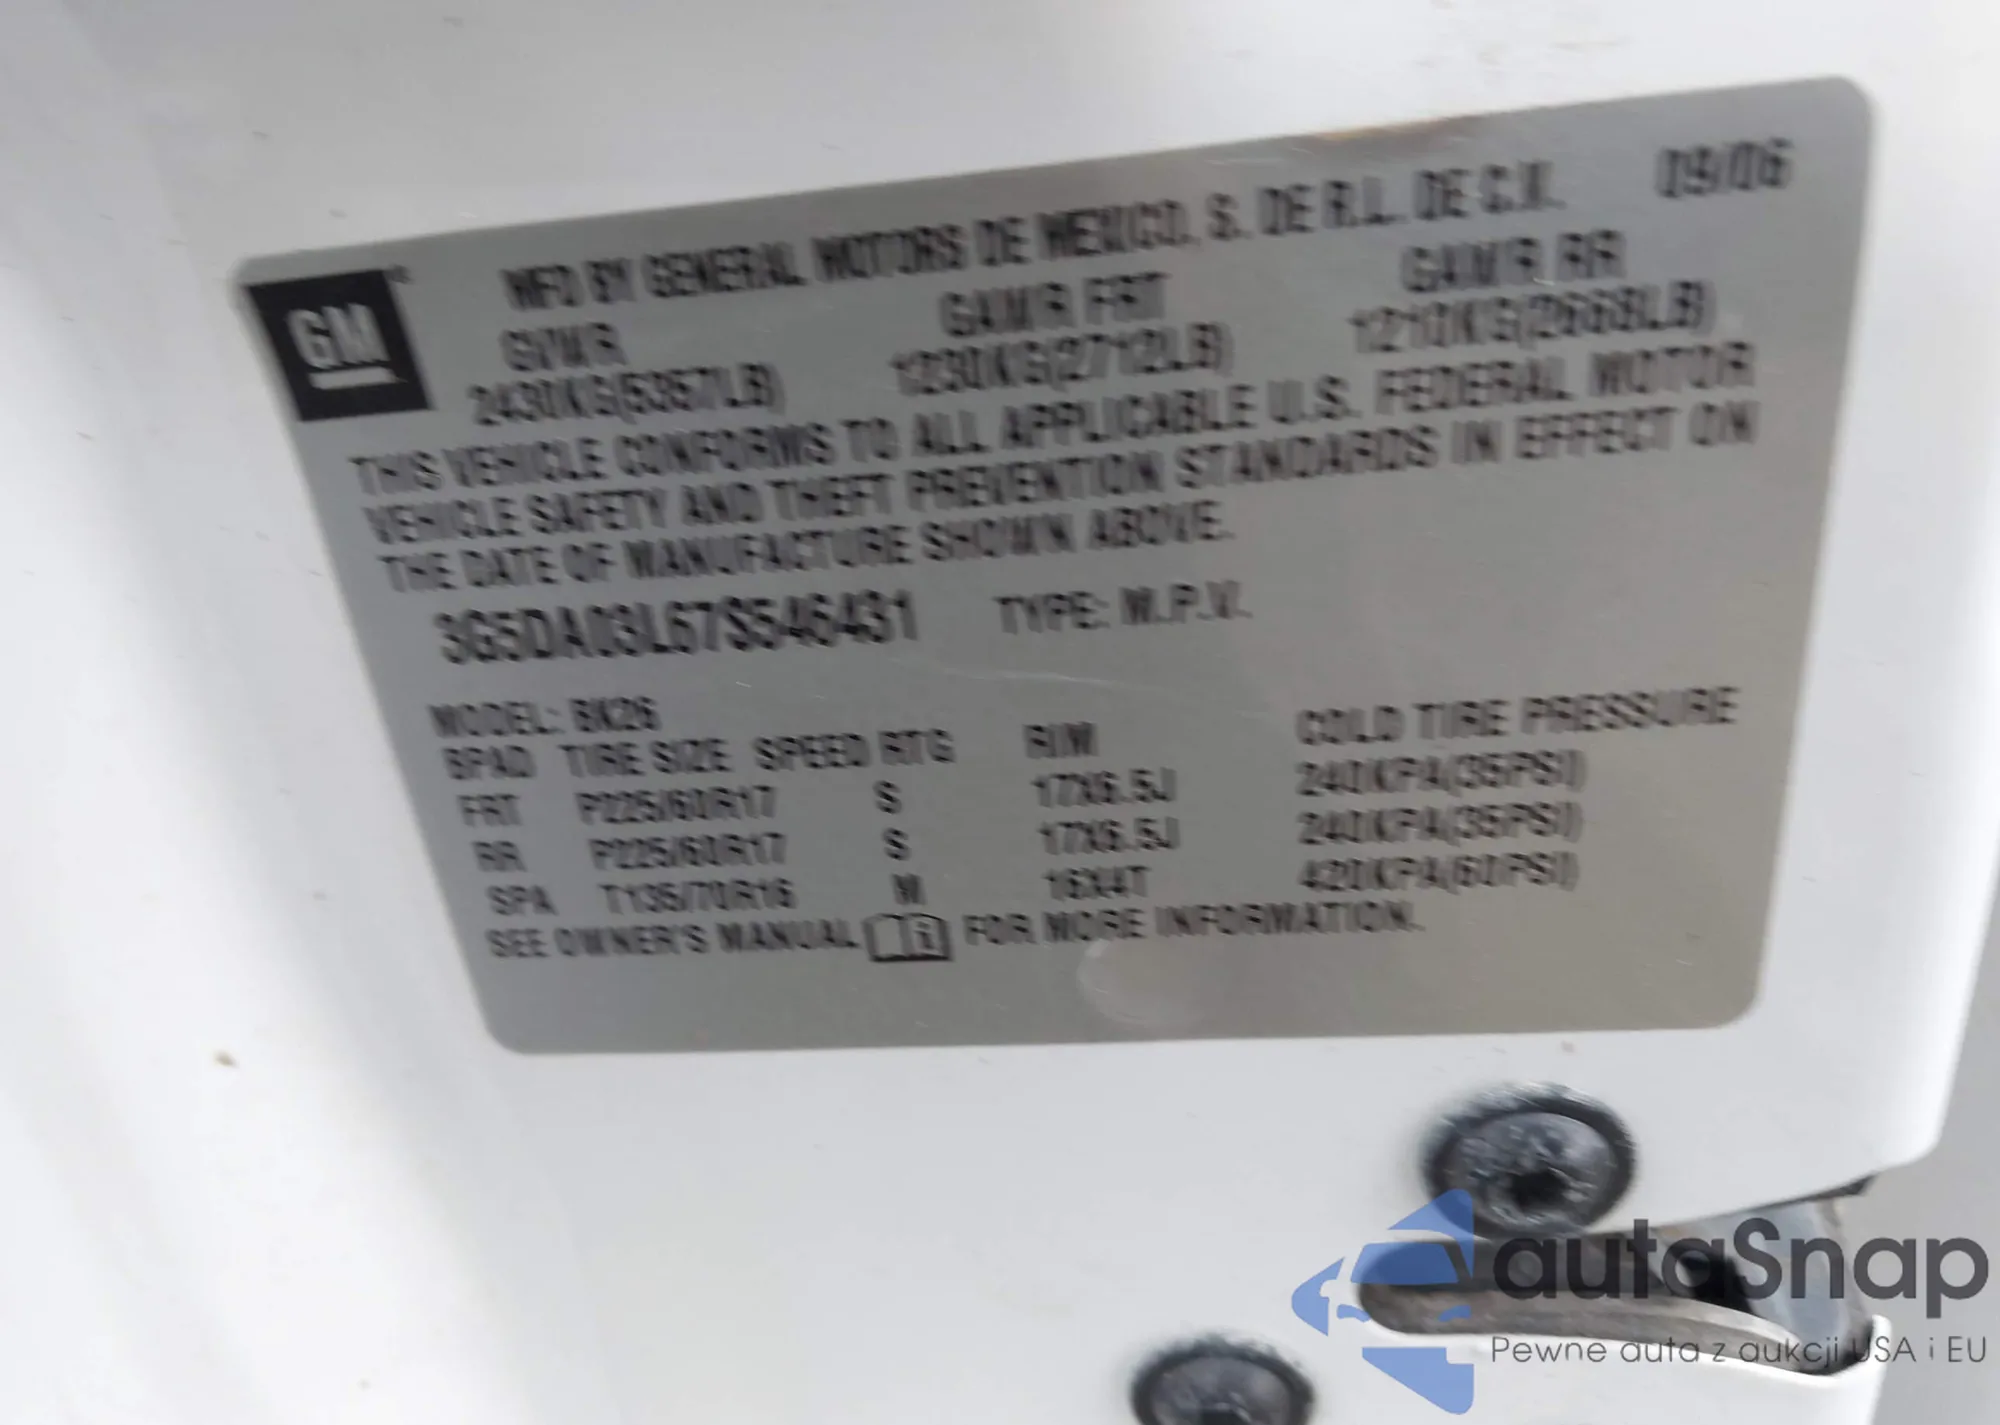 GM
MFD BY GENERAL MOTORS DE MEXICO, S. DE R.L. DE C.V. 09/06
GVWR GAWR FRT GAWR RR
2430KG(5357LB) 1230KG(2712LB) 1210KG(2668LB)
THIS VEHICLE CONFORMS TO ALL APPLICABLE U.S. FEDERAL MOTOR
VEHICLE SAFETY AND THEFT PREVENTION STANDARDS IN EFFECT ON
THE DATE OF MANUFACTURE SHOWN ABOVE.
3G5DA03L67S546431 TYPE: M.P.V.
MODEL: BK26
BPAD TIRE SIZE SPEED RTG RIM COLD TIRE PRESSURE
FRT P225/60R17 S 17X6.5J 240KPA(35PSI)
RR P225/60R17 S 17X6.5J 240KPA(35PSI)
SPA T135/70R16 M 16X4T 420KPA(60PSI)
SEE OWNER'S MANUAL i FOR MORE INFORMATION.
autaSnap
Pewne auta z aukcji USA i EU